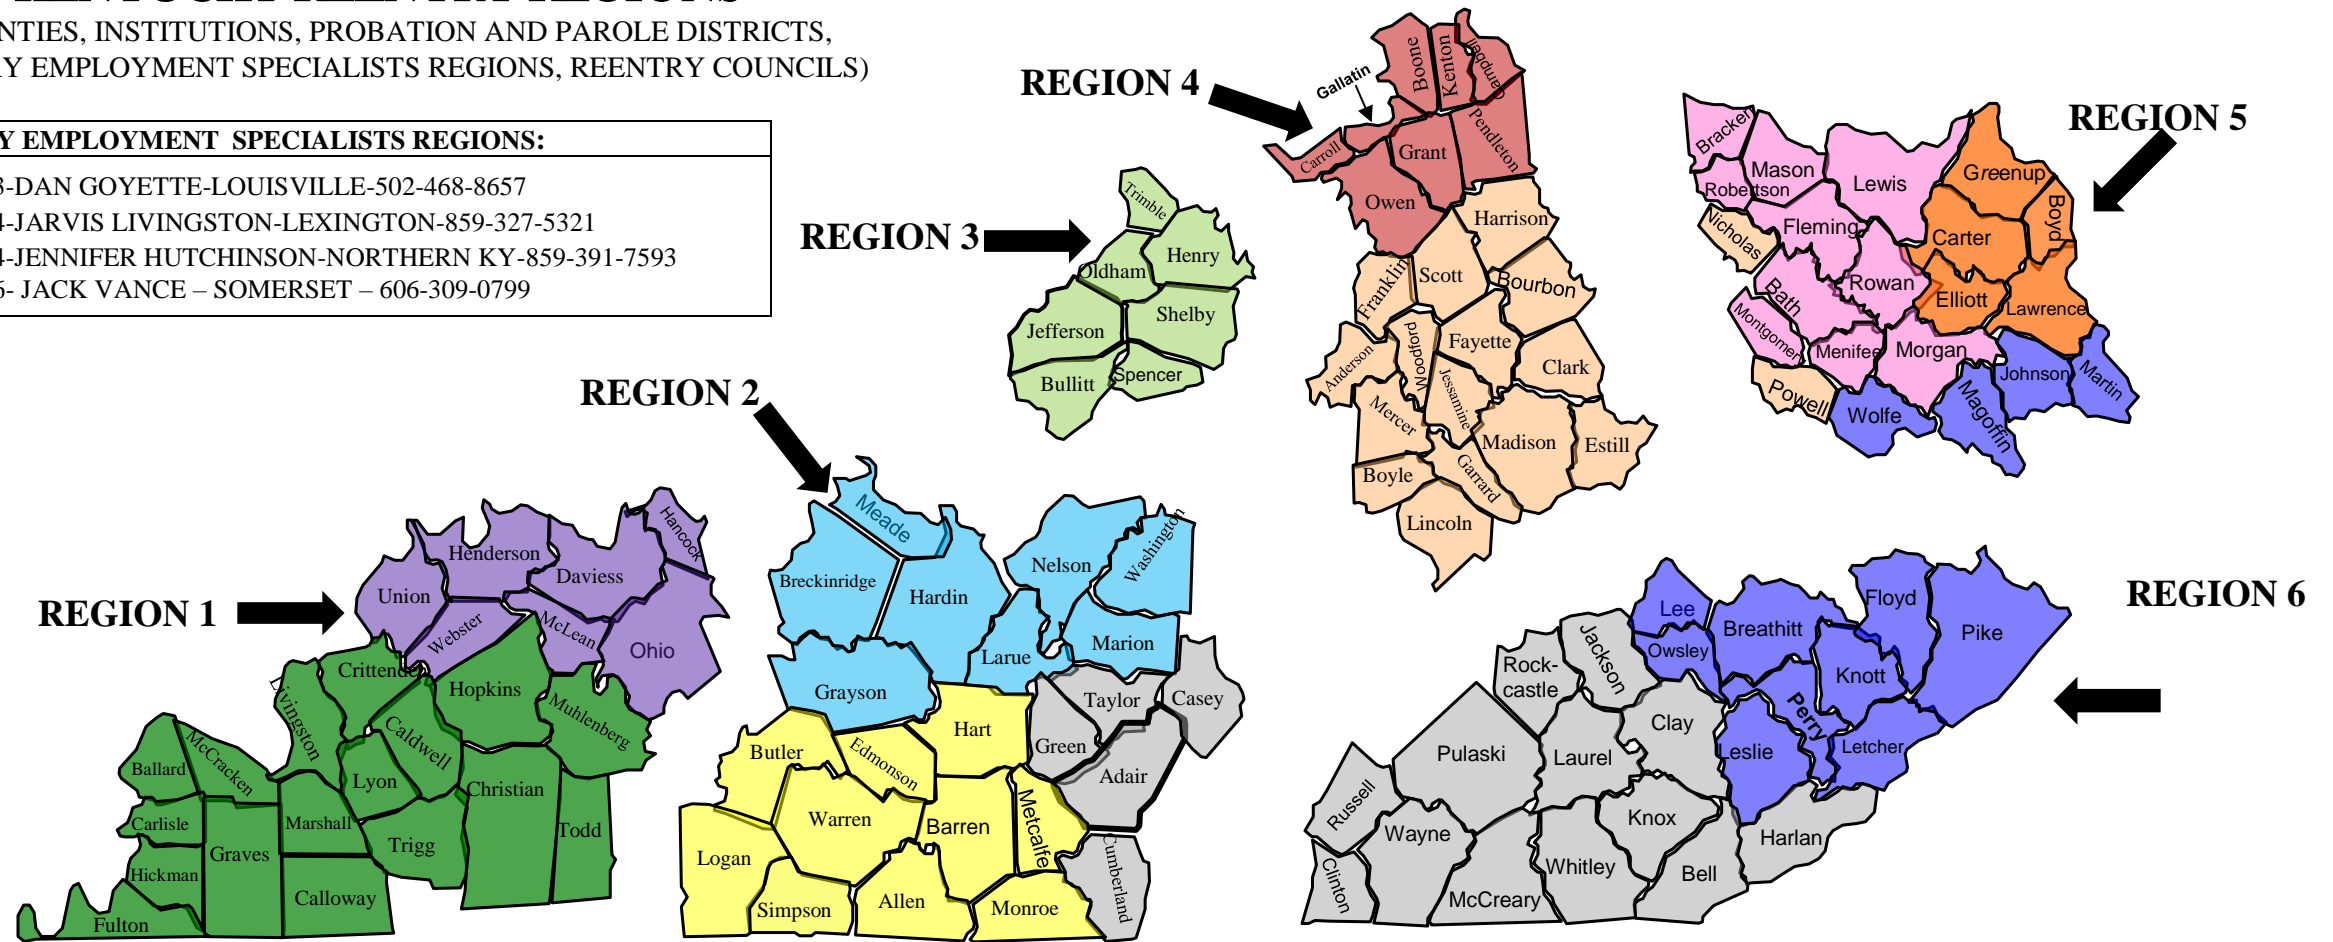 NTIES, INSTITUTIONS, PROBATION AND PAROLE DISTRICTS,
RY EMPLOYMENT SPECIALISTS REGIONS, REENTRY COUNCILS)
Y EMPLOYMENT SPECIALISTS REGIONS:
3-DAN GOYETTE-LOUISVILLE-502-468-8657
4-JARVIS LIVINGSTON-LEXINGTON-859-327-5321
4-JENNIFER HUTCHINSON-NORTHERN KY-859-391-7593
6- JACK VANCE – SOMERSET – 606-309-0799
REGION 4
Gallatin
Boone
Kenton
Campbell
Carroll
Grant
Pendleton
Owen
Harrison
Franklin
Scott
Bourbon
Anderson
Woodford
Fayette
Clark
Mercer
Jessamine
Madison
Estill
Boyle
Garrard
Lincoln
REGION 5
Bracken
Mason
Robertson
Lewis
Greenup
Nicholas
Fleming
Carter
Boyd
Bath
Rowan
Elliott
Lawrence
Montgomery
Menifee
Morgan
Johnson
Martin
Powell
Wolfe
Magoffin
REGION 3
Trimble
Henry
Oldham
Jefferson
Shelby
Bullitt
Spencer
REGION 2
Meade
Breckinridge
Hardin
Nelson
Washington
Larue
Marion
Grayson
Hart
Taylor
Casey
Butler
Edmonson
Green
Adair
Warren
Barren
Metcalfe
Logan
Simpson
Allen
Monroe
Cumberland
REGION 1
Hancock
Henderson
Daviess
Union
Webster
McLean
Ohio
Crittenden
Hopkins
Livingston
Muhlenberg
Caldwell
McCracken
Ballard
Lyon
Christian
Carlisle
Marshall
Todd
Graves
Trigg
Hickman
Calloway
Fulton
REGION 6
Lee
Floyd
Breathitt
Pike
Jackson
Owsley
Rock-
castle
Knott
Perry
Clay
Leslie
Letcher
Pulaski
Laurel
Russell
Wayne
Knox
Harlan
Clinton
Whitley
Bell
McCreary